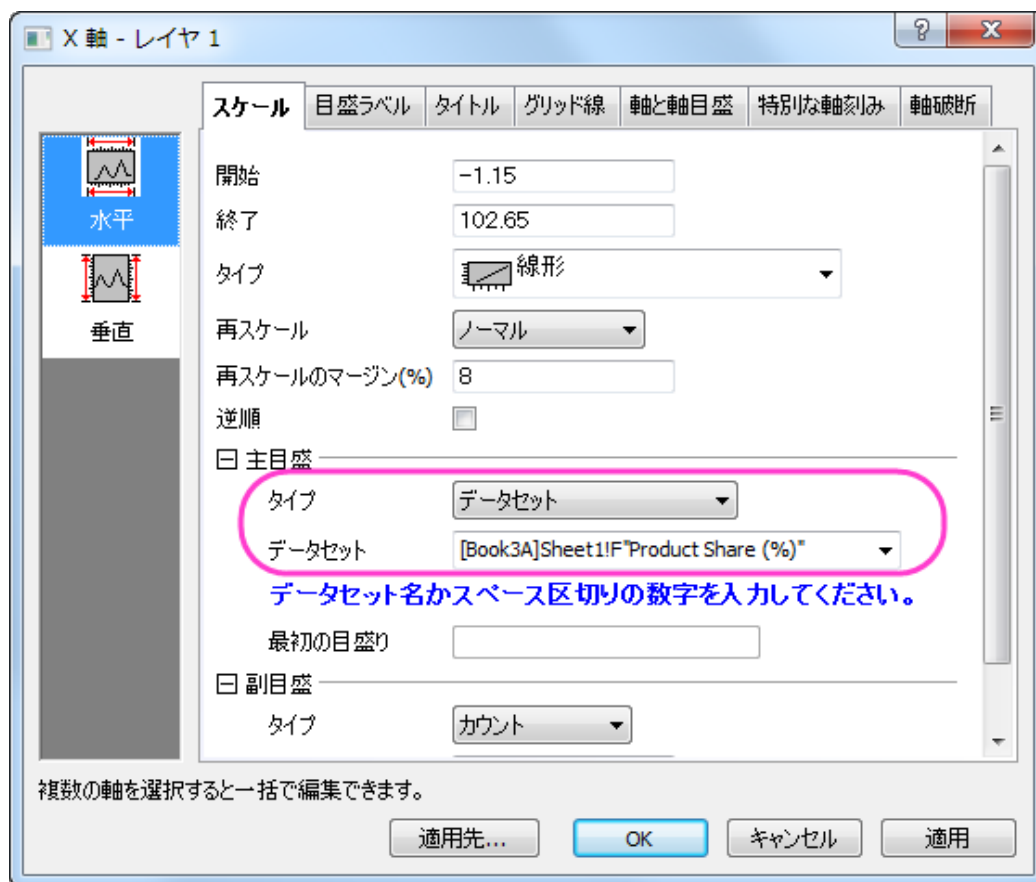 X 軸 - レイヤ 1
スケール 目盛ラベル タイトル グリッド線 軸と軸目盛 特別な軸刻み 軸破断
水平
垂直
開始 -1.15
終了 102.65
タイプ 線形
再スケール ノーマル
再スケールのマージン(%) 8
逆順
主目盛
タイプ データセット
データセット [Book3A]Sheet1!F"Product Share (%)"
データセット名かスペース区切りの数字を入力してください。
最初の目盛り
副目盛
タイプ カウント
複数の軸を選択すると一括で編集できます。
適用先... OK キャンセル 適用